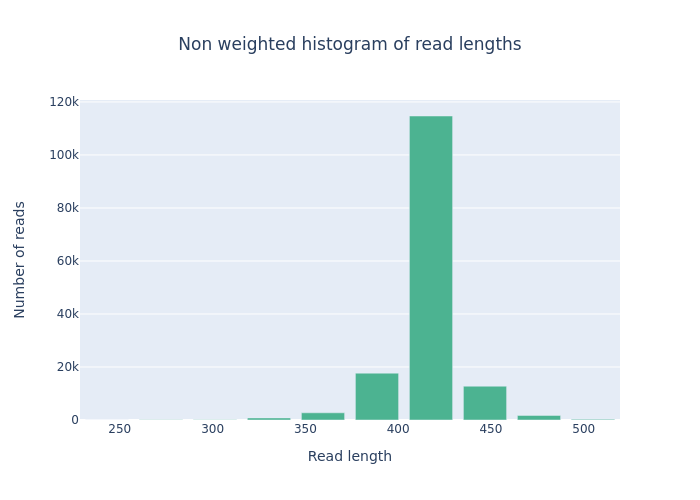 Non weighted histogram of read lengths
120k
100k
80k
60k
40k
20k
0
Number of reads
250 300 350 400 450 500
Read length